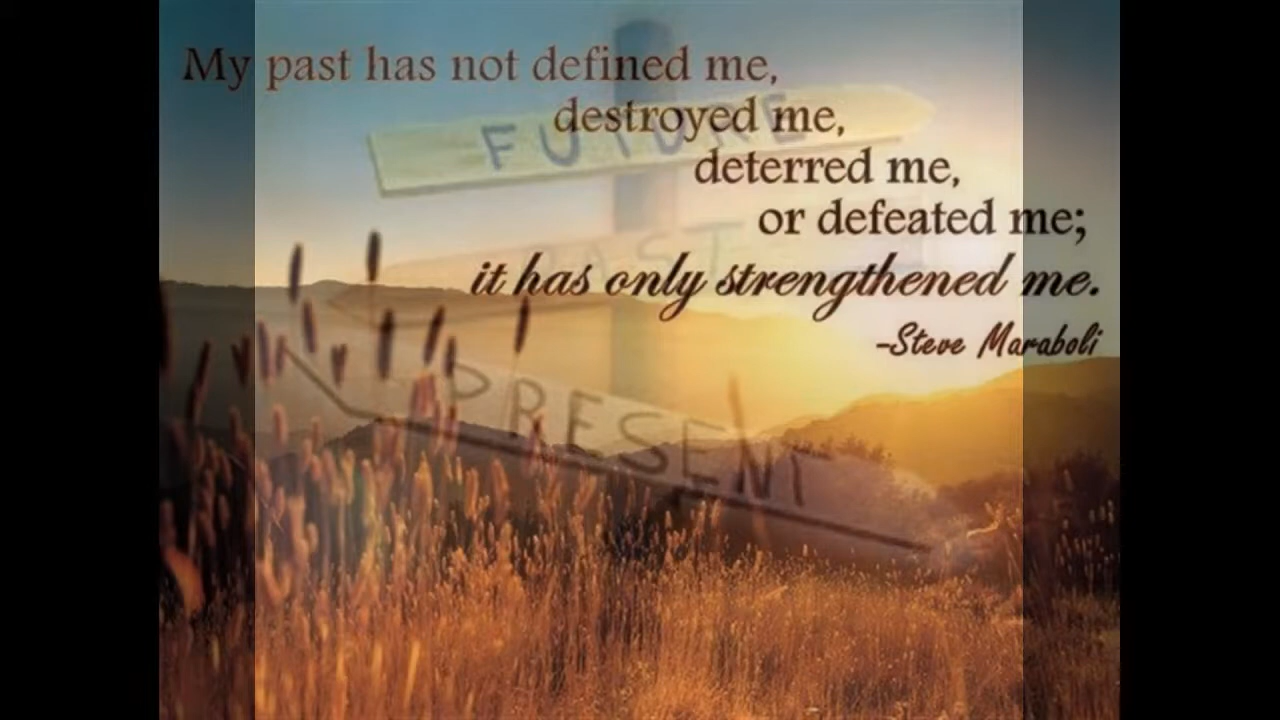 My past has not defined me,
destroyed me,
FUTURE
deterred me,
or defeated me;
PAST
it has only strengthened me.
-Steve Maraboli
PRESENT